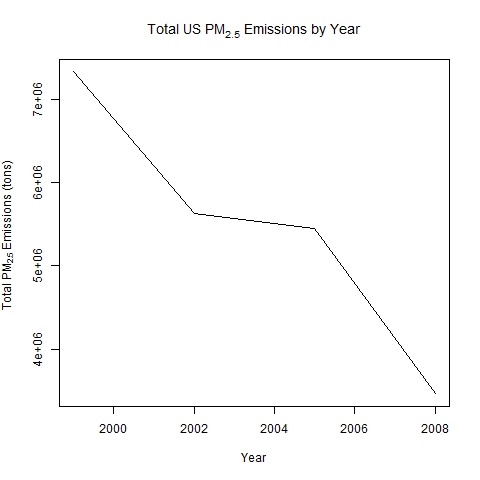 Total US PM2.5 Emissions by Year
Total PM2.5 Emissions (tons)
7e+06
6e+06
5e+06
4e+06
2000 2002 2004 2006 2008
Year